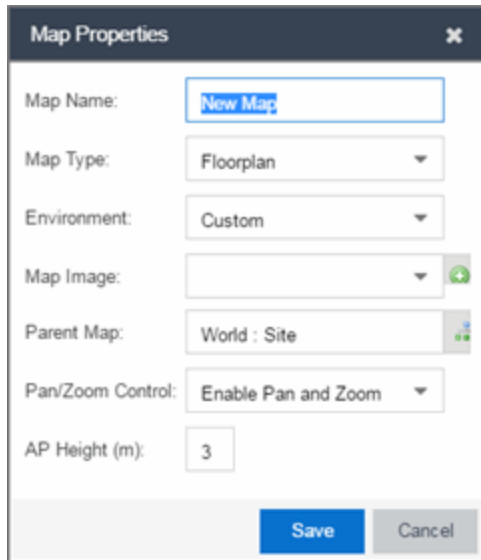 Map Properties
Map Name: New Map
Map Type: Floorplan
Environment: Custom
Map Image:
Parent Map: World : Site
Pan/Zoom Control: Enable Pan and Zoom
AP Height (m): 3
Save Cancel